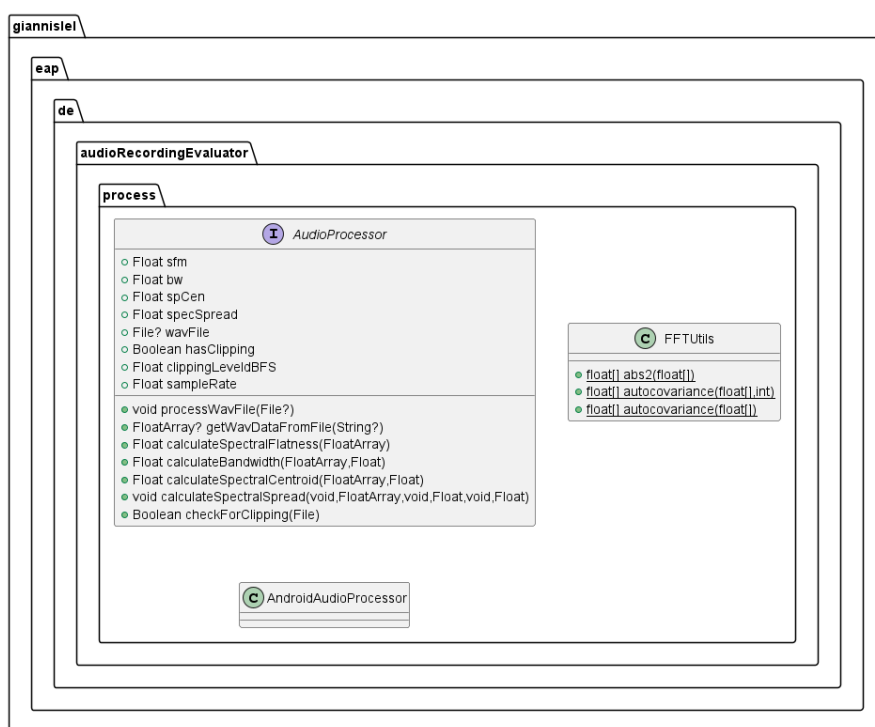 giannislel
eap
de
audioRecordingEvaluator
process
I AudioProcessor
Float sfm
Float bw
Float spCen
Float specSpread
File? wavFile
Boolean hasClipping
Float clippingLeveldBFS
Float sampleRate
void processWavFile(File?)
FloatArray? getWavDataFromFile(String?)
Float calculateSpectralFlatness(FloatArray)
Float calculateBandwidth(FloatArray,Float)
Float calculateSpectralCentroid(FloatArray,Float)
void calculateSpectralSpread(void,FloatArray,void,Float,void,Float)
Boolean checkForClipping(File)
C FFTUtils
float[] abs2(float[])
float[] autocovariance(float[],int)
float[] autocovariance(float[])
C AndroidAudioProcessor